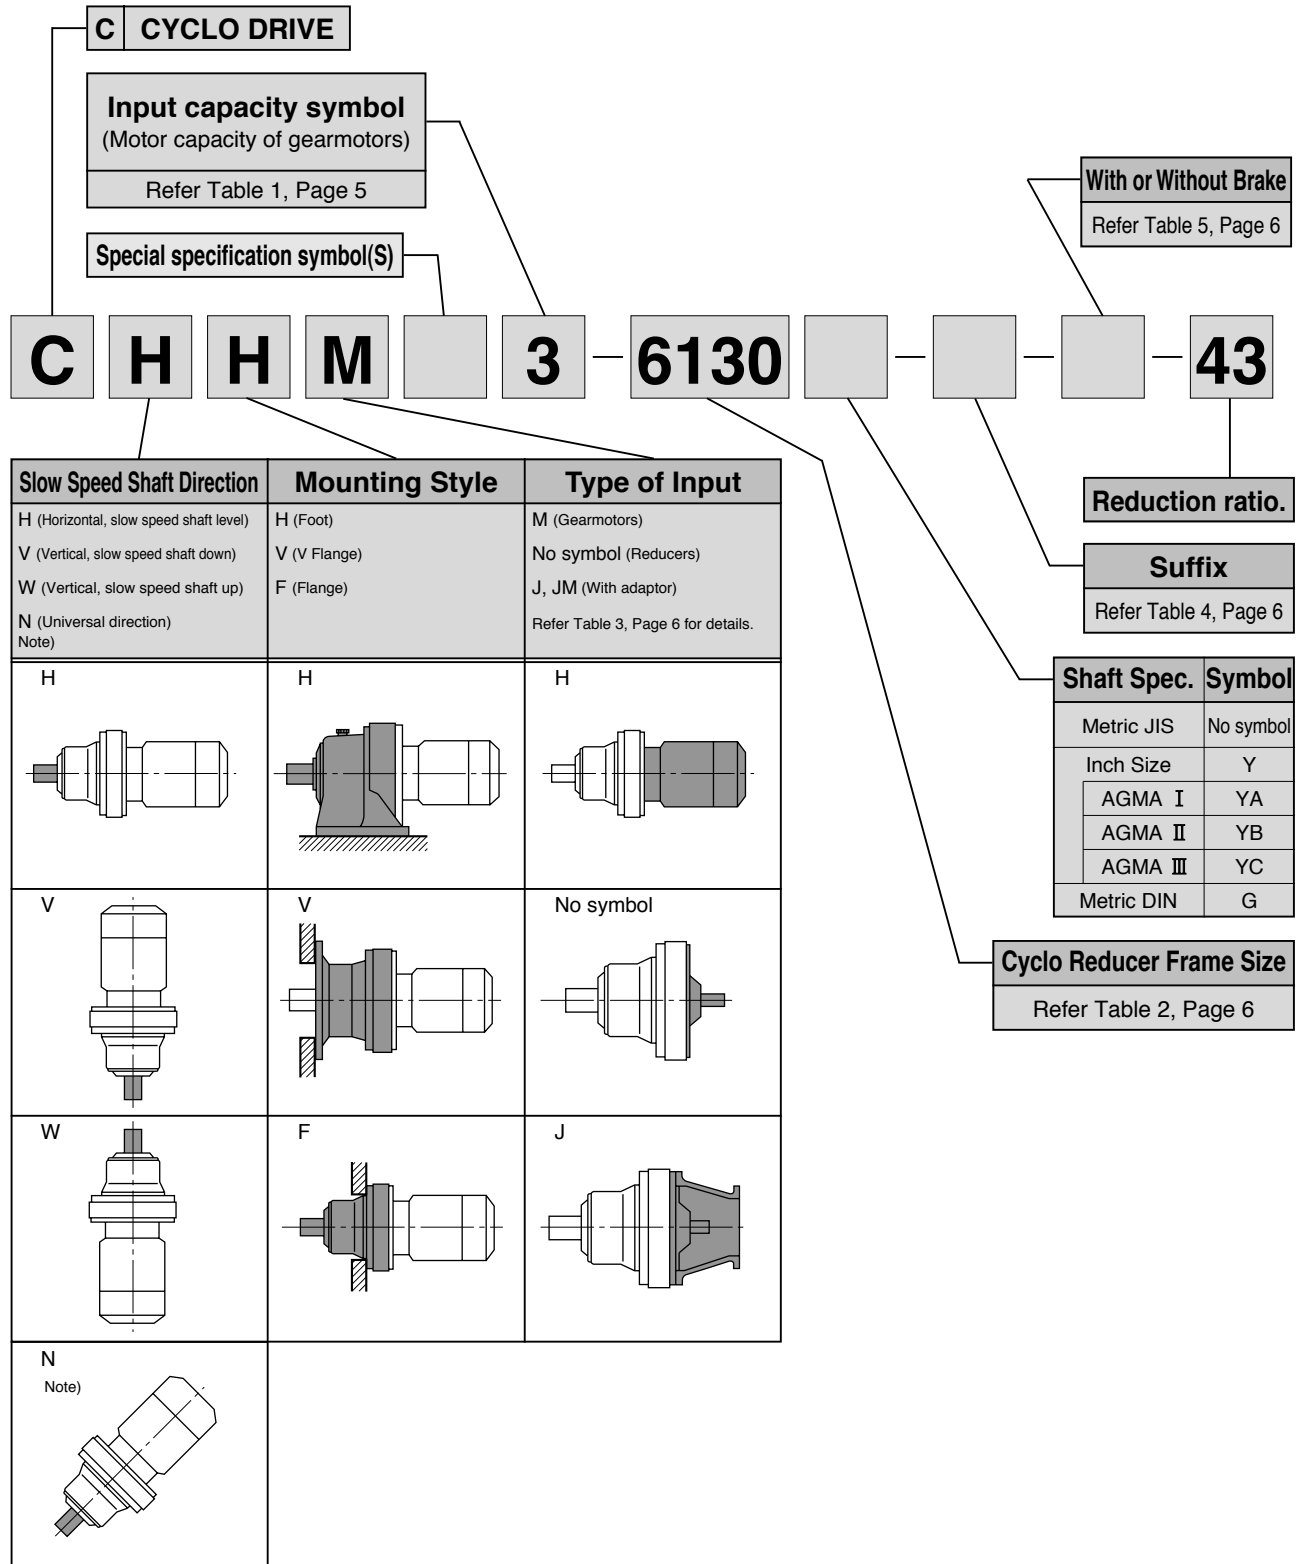 C CYCLO DRIVE
Input capacity symbol
(Motor capacity of gearmotors)
Refer Table 1, Page 5
With or Without Brake
Refer Table 5, Page 6
Special specification symbol(S)
C H H M 3 – 6130 – – – 43
Slow Speed Shaft Direction
H (Horizontal, slow speed shaft level)
V (Vertical, slow speed shaft down)
W (Vertical, slow speed shaft up)
N (Universal direction)
Note)
Mounting Style
H (Foot)
V (V Flange)
F (Flange)
Type of Input
M (Gearmotors)
No symbol (Reducers)
J, JM (With adaptor)
Refer Table 3, Page 6 for details.
Reduction ratio.
Suffix
Refer Table 4, Page 6
Shaft Spec. Symbol
Metric JIS No symbol
Inch Size Y
AGMA Ⅰ YA
AGMA Ⅱ YB
AGMA Ⅲ YC
Metric DIN G
Cyclo Reducer Frame Size
Refer Table 2, Page 6
H H H
V V No symbol
W F J
N
Note)